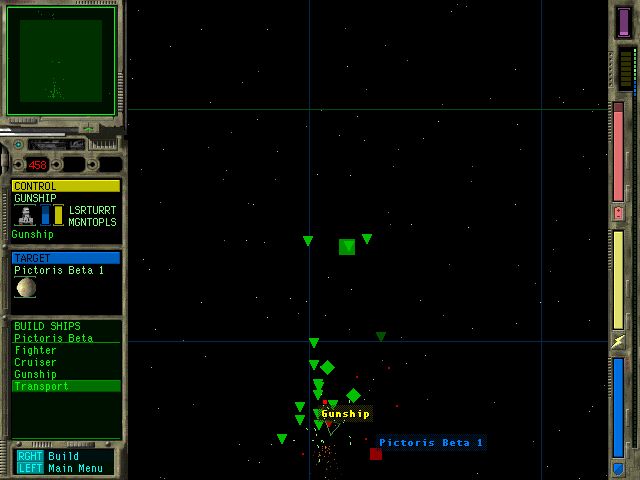 458
CONTROL
GUNSHIP
LSRTURRT
MGNTOPLS
Gunship
TARGET
Pictoris Beta 1
BUILD SHIPS
Pictoris Beta
Fighter
Cruiser
Gunship
Transport
RGHT Build
LEFT Main Menu
Gunship
Pictoris Beta 1